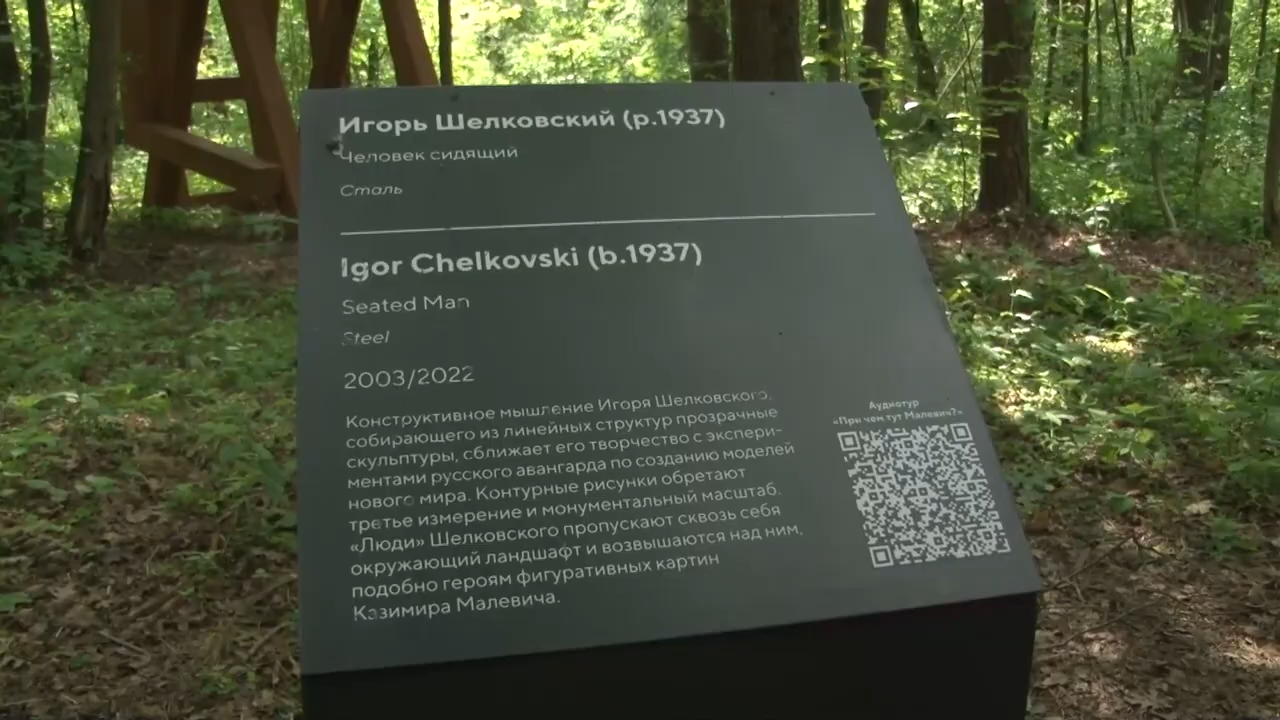 Игорь Шелковский (р.1937)
Человек сидящий
Сталь
Igor Chelkovski (b.1937)
Seated Man
Steel
2003/2022
Конструктивное мышление Игоря Шелковского,
собирающего из линейных структур прозрачные
скульптуры, сближает его творчество с экспери-
ментами русского авангарда по созданию моделей
нового мира. Контурные рисунки обретают
третье измерение и монументальный масштаб.
«Люди» Шелковского пропускают сквозь себя
окружающий ландшафт и возвышаются над ним,
подобно героям фигуративных картин
Казимира Малевича.
Аудиотур
«При чем тут Малевич?»